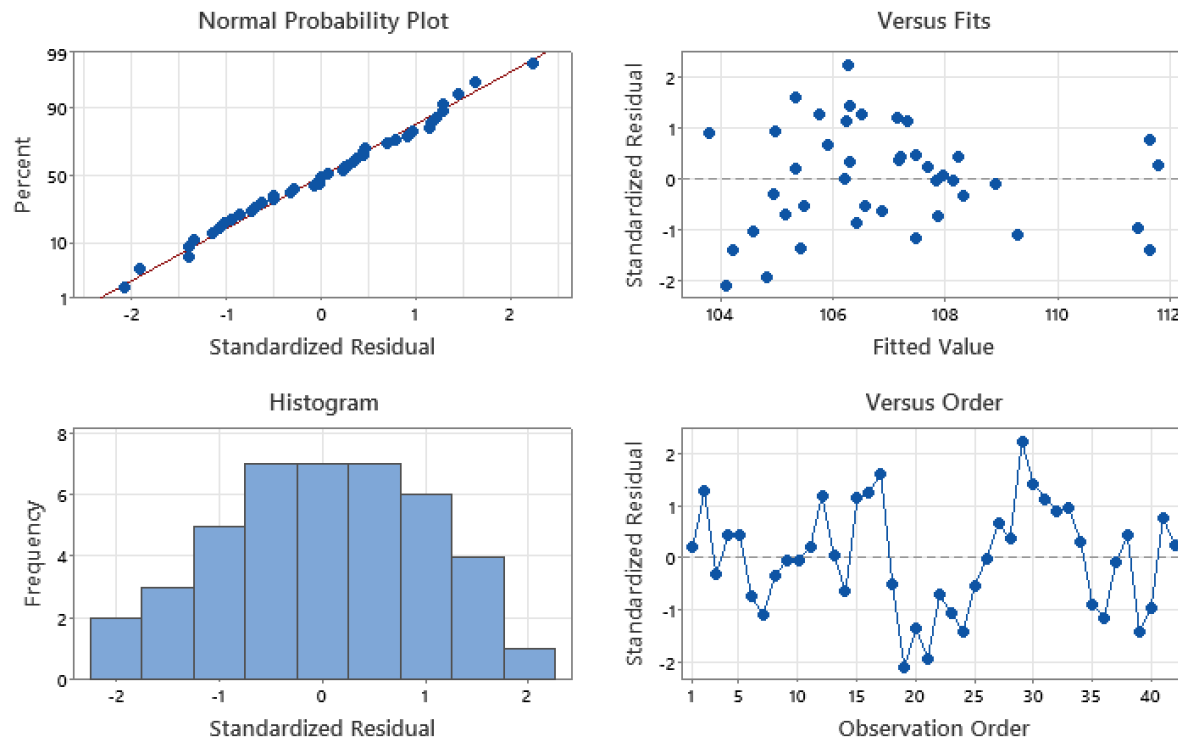 Normal Probability Plot
99
90
50
10
1
Percent
-2 -1 0 1 2
Standardized Residual
Versus Fits
2
1
0
-1
-2
Standardized Residual
104 106 108 110 112
Fitted Value
Histogram
8
6
4
2
0
Frequency
-2 -1 0 1 2
Standardized Residual
Versus Order
2
1
0
-1
-2
Standardized Residual
1 5 10 15 20 25 30 35 40
Observation Order